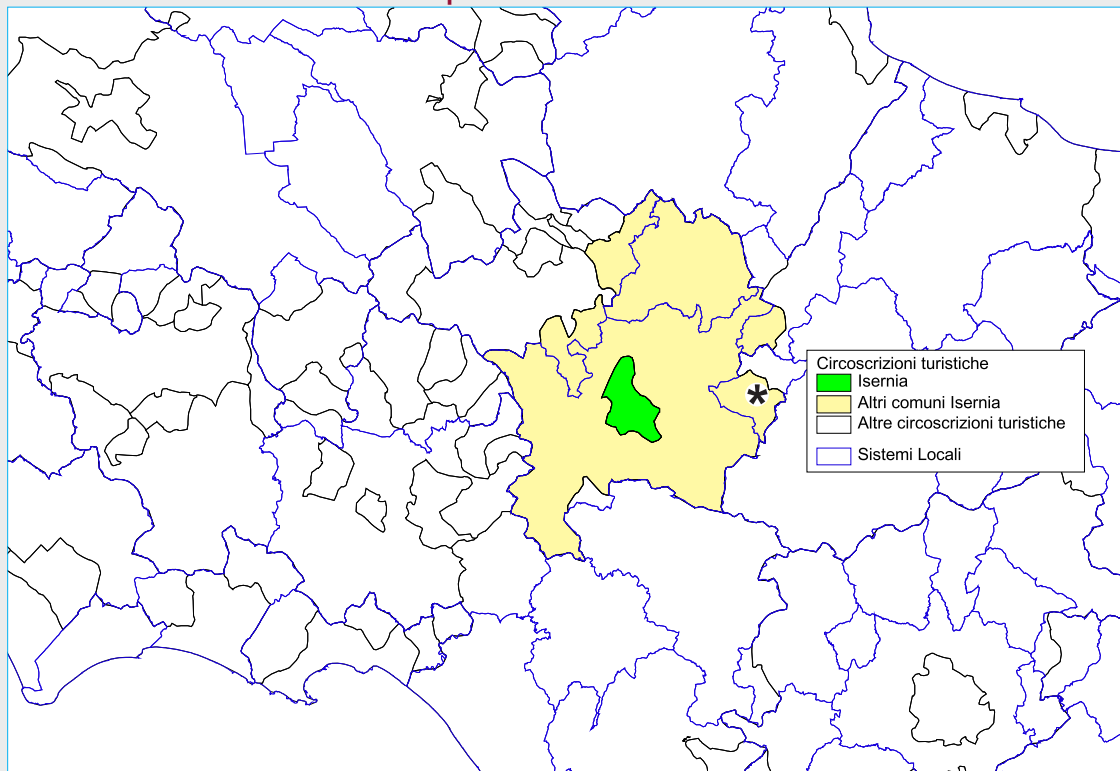 Circoscrizioni turistiche
Isernia
Altri comuni Isernia
Altre circoscrizioni turistiche
Sistemi Locali
*